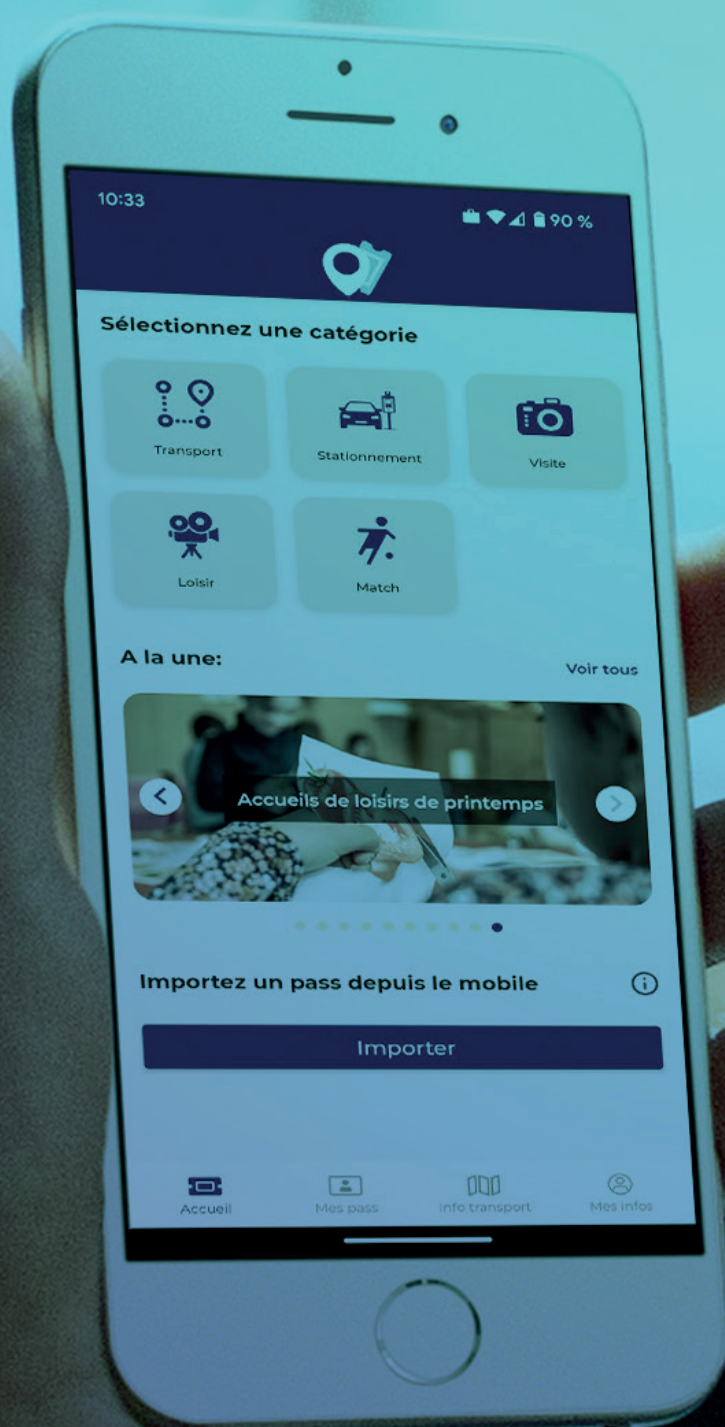 10:33
90 %
Sélectionnez une catégorie
Transport
Stationnement
Visite
Loisir
Match
A la une:
Voir tous
Accueils de loisirs de printemps
Importez un pass depuis le mobile
Importer
Accueil
Mes pass
Info transport
Mes infos